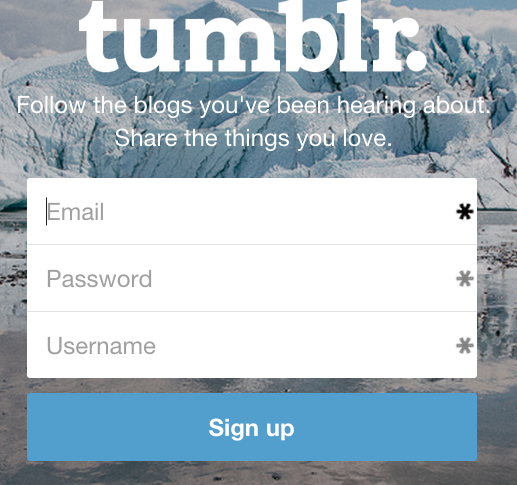 tumblr.
Follow the blogs you've been hearing about.
Share the things you love.
Email
Password
Username
Sign up